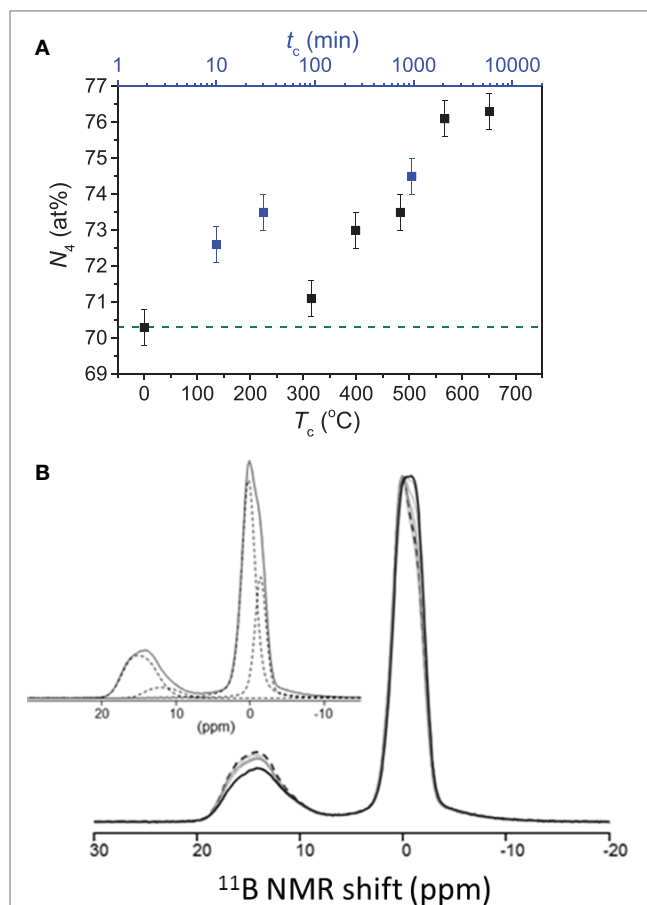 A
t_c (min)
1 10 100 1000 10000
77
76
75
74
73
72
71
70
69
N_4 (at%)
0 100 200 300 400 500 600 700
T_c (°C)
B
20 10 0 -10
(ppm)
30 20 10 0 -10 -20
¹¹B NMR shift (ppm)